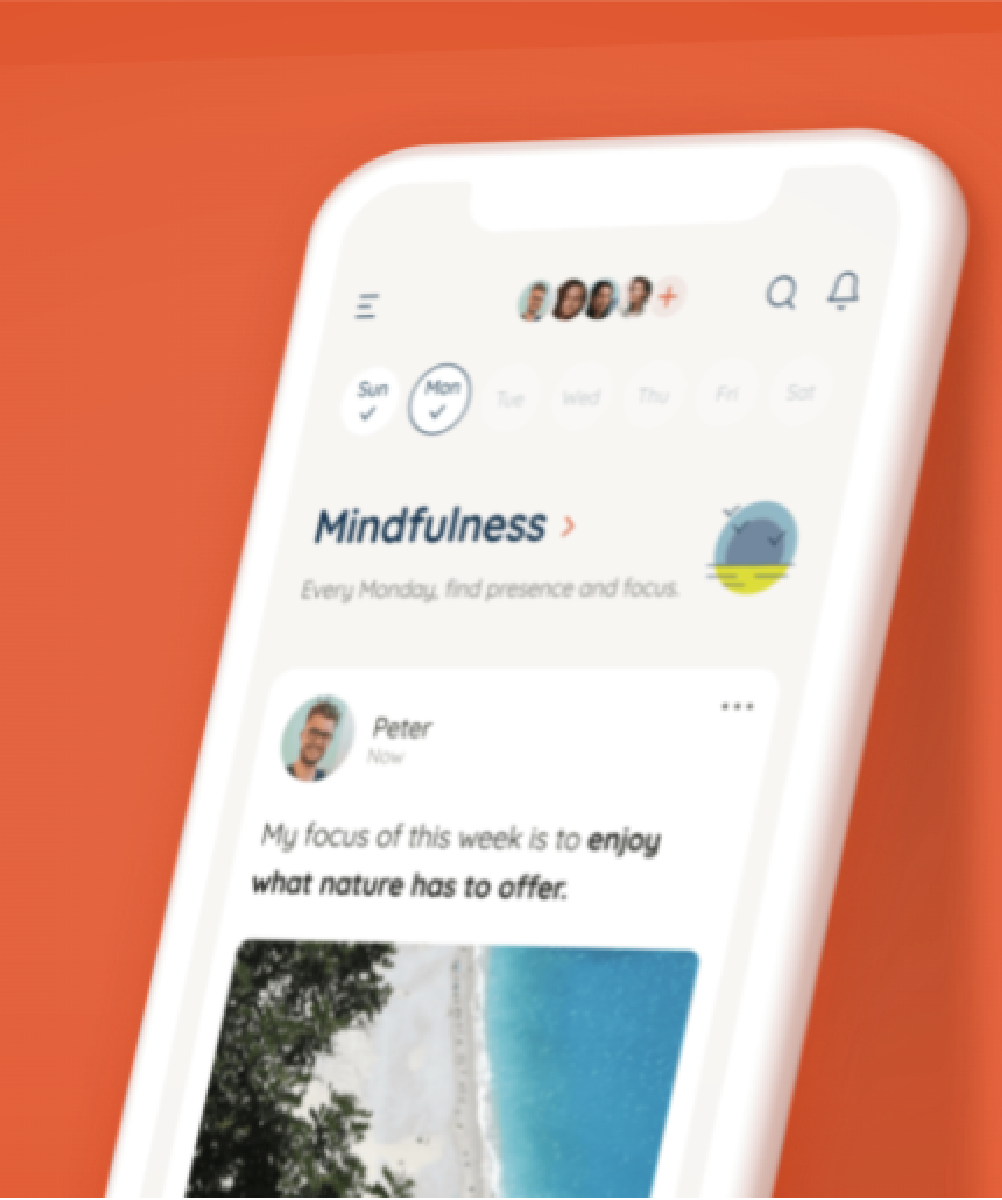 Sun Mon Tue Wed Thu Fri Sat
Mindfulness
Every Monday, find presence and focus.
Peter
Now
My focus of this week is to enjoy
what nature has to offer.